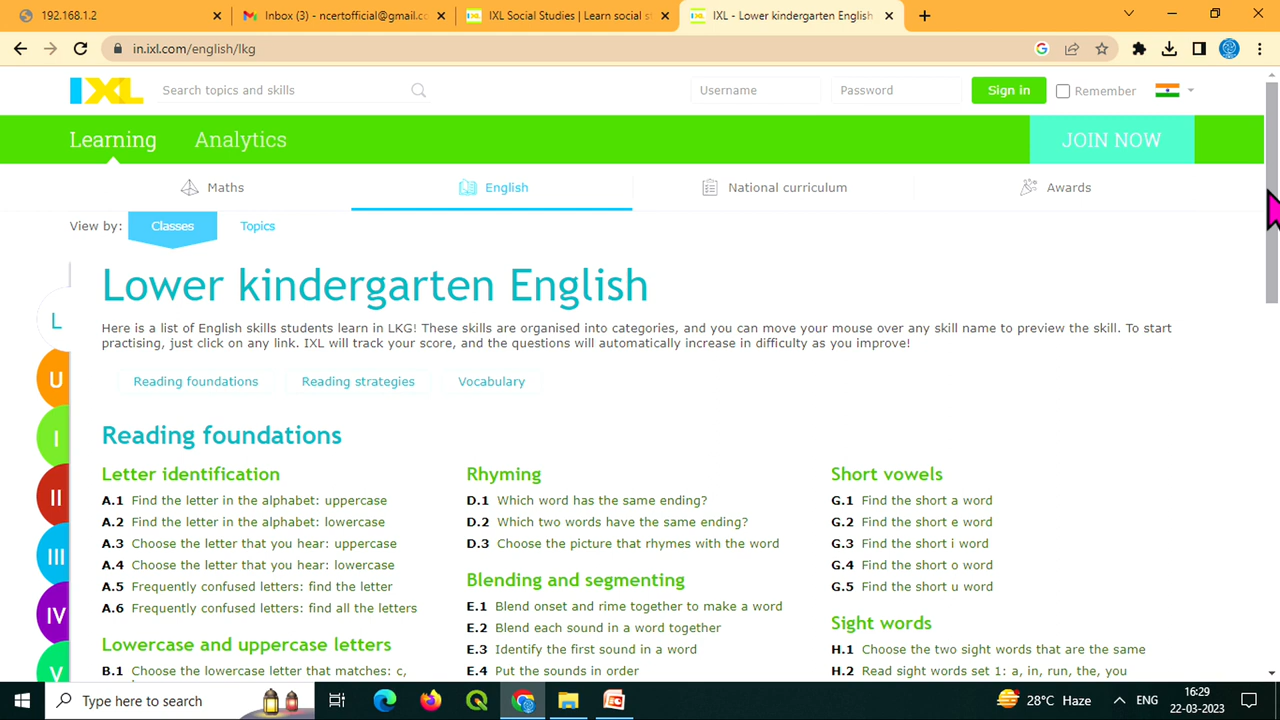 192.168.1.2
Inbox (3) - ncertofficial@gmail.co
IXL Social Studies | Learn social s
IXL - Lower kindergarten English
in.ixl.com/english/lkg
IXL
Search topics and skills
Username
Password
Sign in
Remember
Learning
Analytics
JOIN NOW
Maths
English
National curriculum
Awards
View by:
Classes
Topics
L
U
I
II
III
IV
V
Lower kindergarten English
Here is a list of English skills students learn in LKG! These skills are organised into categories, and you can move your mouse over any skill name to preview the skill. To start
practising, just click on any link. IXL will track your score, and the questions will automatically increase in difficulty as you improve!
Reading foundations
Reading strategies
Vocabulary
Reading foundations
Letter identification
A.1 Find the letter in the alphabet: uppercase
A.2 Find the letter in the alphabet: lowercase
A.3 Choose the letter that you hear: uppercase
A.4 Choose the letter that you hear: lowercase
A.5 Frequently confused letters: find the letter
A.6 Frequently confused letters: find all the letters
Lowercase and uppercase letters
B.1 Choose the lowercase letter that matches: c,
Rhyming
D.1 Which word has the same ending?
D.2 Which two words have the same ending?
D.3 Choose the picture that rhymes with the word
Blending and segmenting
E.1 Blend onset and rime together to make a word
E.2 Blend each sound in a word together
E.3 Identify the first sound in a word
E.4 Put the sounds in order
Short vowels
G.1 Find the short a word
G.2 Find the short e word
G.3 Find the short i word
G.4 Find the short o word
G.5 Find the short u word
Sight words
H.1 Choose the two sight words that are the same
H.2 Read sight words set 1: a, in, run, the, you
Type here to search
28°C Haze
ENG
16:29
22-03-2023